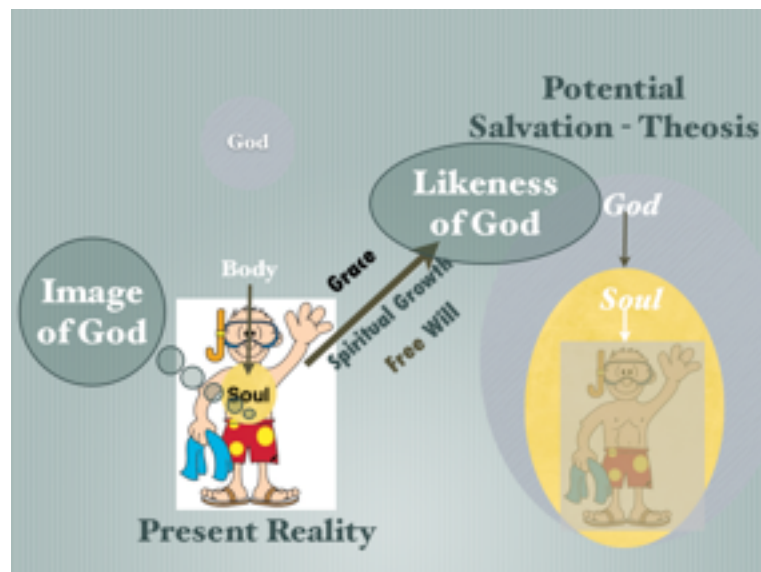 Potential
Salvation - Theosis
God
Likeness
of God
God
Body
Grace
Spiritual Growth
Free Will
Image
of God
Soul
Soul
Present Reality